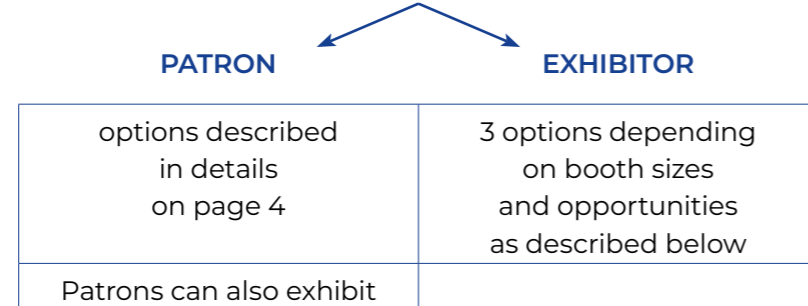 PATRON
EXHIBITOR
options described
in details
on page 4
3 options depending
on booth sizes
and opportunities
as described below
Patrons can also exhibit